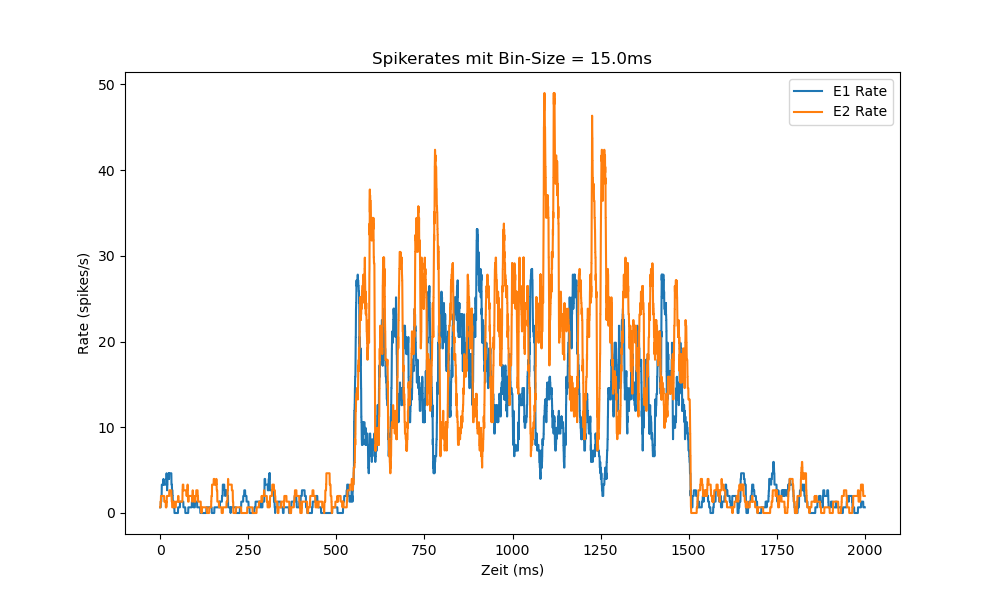 Spikerates mit Bin-Size = 15.0ms
E1 Rate
E2 Rate
Rate (spikes/s)
50
40
30
20
10
0
0 250 500 750 1000 1250 1500 1750 2000
Zeit (ms)